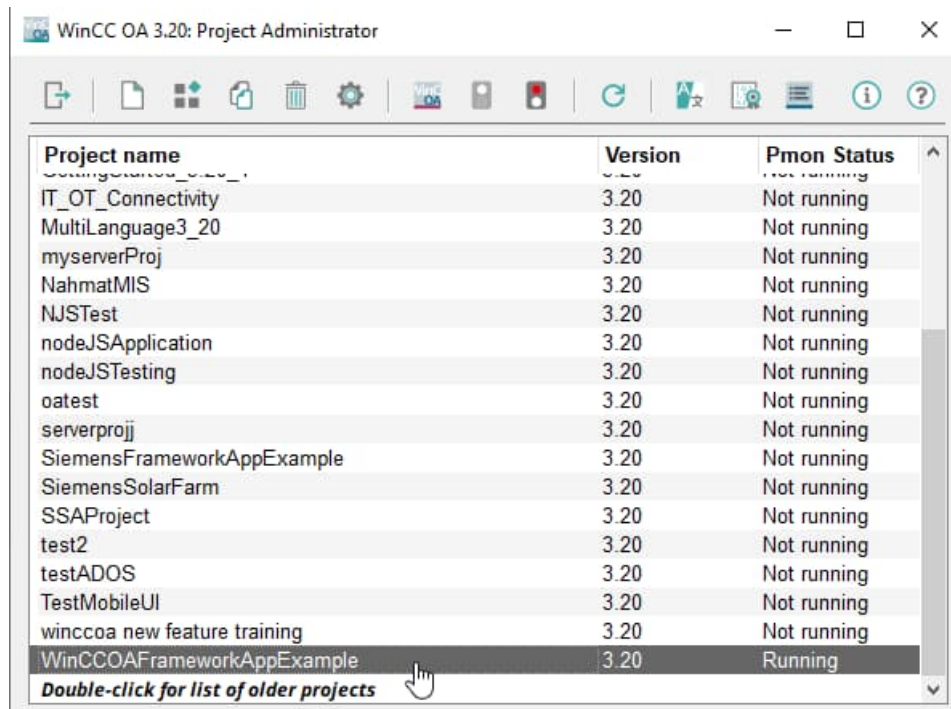 WinCC OA 3.20: Project Administrator
Project name Version Pmon Status
IT_OT_Connectivity 3.20 Not running
MultiLanguage3_20 3.20 Not running
myserverProj 3.20 Not running
NahmatMIS 3.20 Not running
NJSTest 3.20 Not running
nodeJSApplication 3.20 Not running
nodeJSTesting 3.20 Not running
oatest 3.20 Not running
serverprojj 3.20 Not running
SiemensFrameworkAppExample 3.20 Not running
SiemensSolarFarm 3.20 Not running
SSAProject 3.20 Not running
test2 3.20 Not running
testADOS 3.20 Not running
TestMobileUI 3.20 Not running
winccoa new feature training 3.20 Not running
WinCCOAFrameworkAppExample 3.20 Running
Double-click for list of older projects